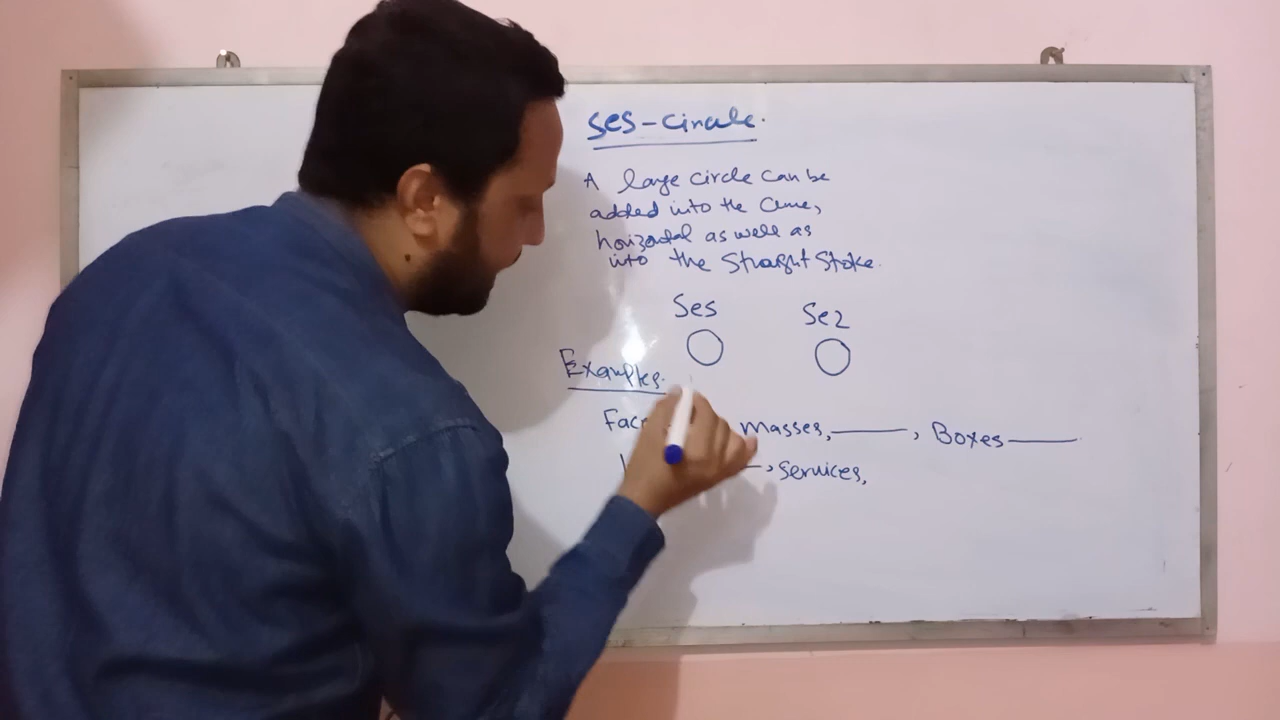 Ses-Circle.
A large circle can be
added into the Curve,
horizontal as well as
into the Straight Stoke.
Ses Sez
Examples.
masses, , Boxes
, services,